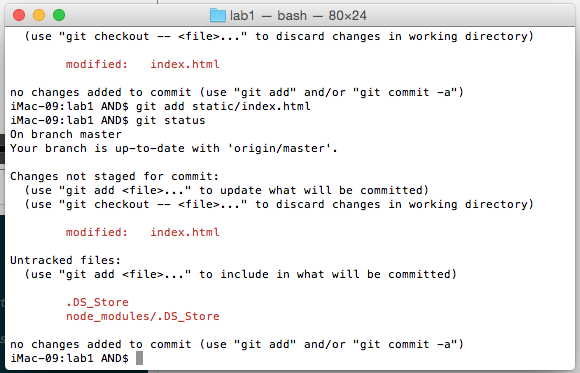 lab1 — bash — 80×24
(use "git checkout -- <file>..." to discard changes in working directory)
modified:   index.html
no changes added to commit (use "git add" and/or "git commit -a")
iMac-09:lab1 AND$ git add static/index.html
iMac-09:lab1 AND$ git status
On branch master
Your branch is up-to-date with 'origin/master'.
Changes not staged for commit:
(use "git add <file>..." to update what will be committed)
(use "git checkout -- <file>..." to discard changes in working directory)
modified:   index.html
Untracked files:
(use "git add <file>..." to include in what will be committed)
.DS_Store
node_modules/.DS_Store
no changes added to commit (use "git add" and/or "git commit -a")
iMac-09:lab1 AND$